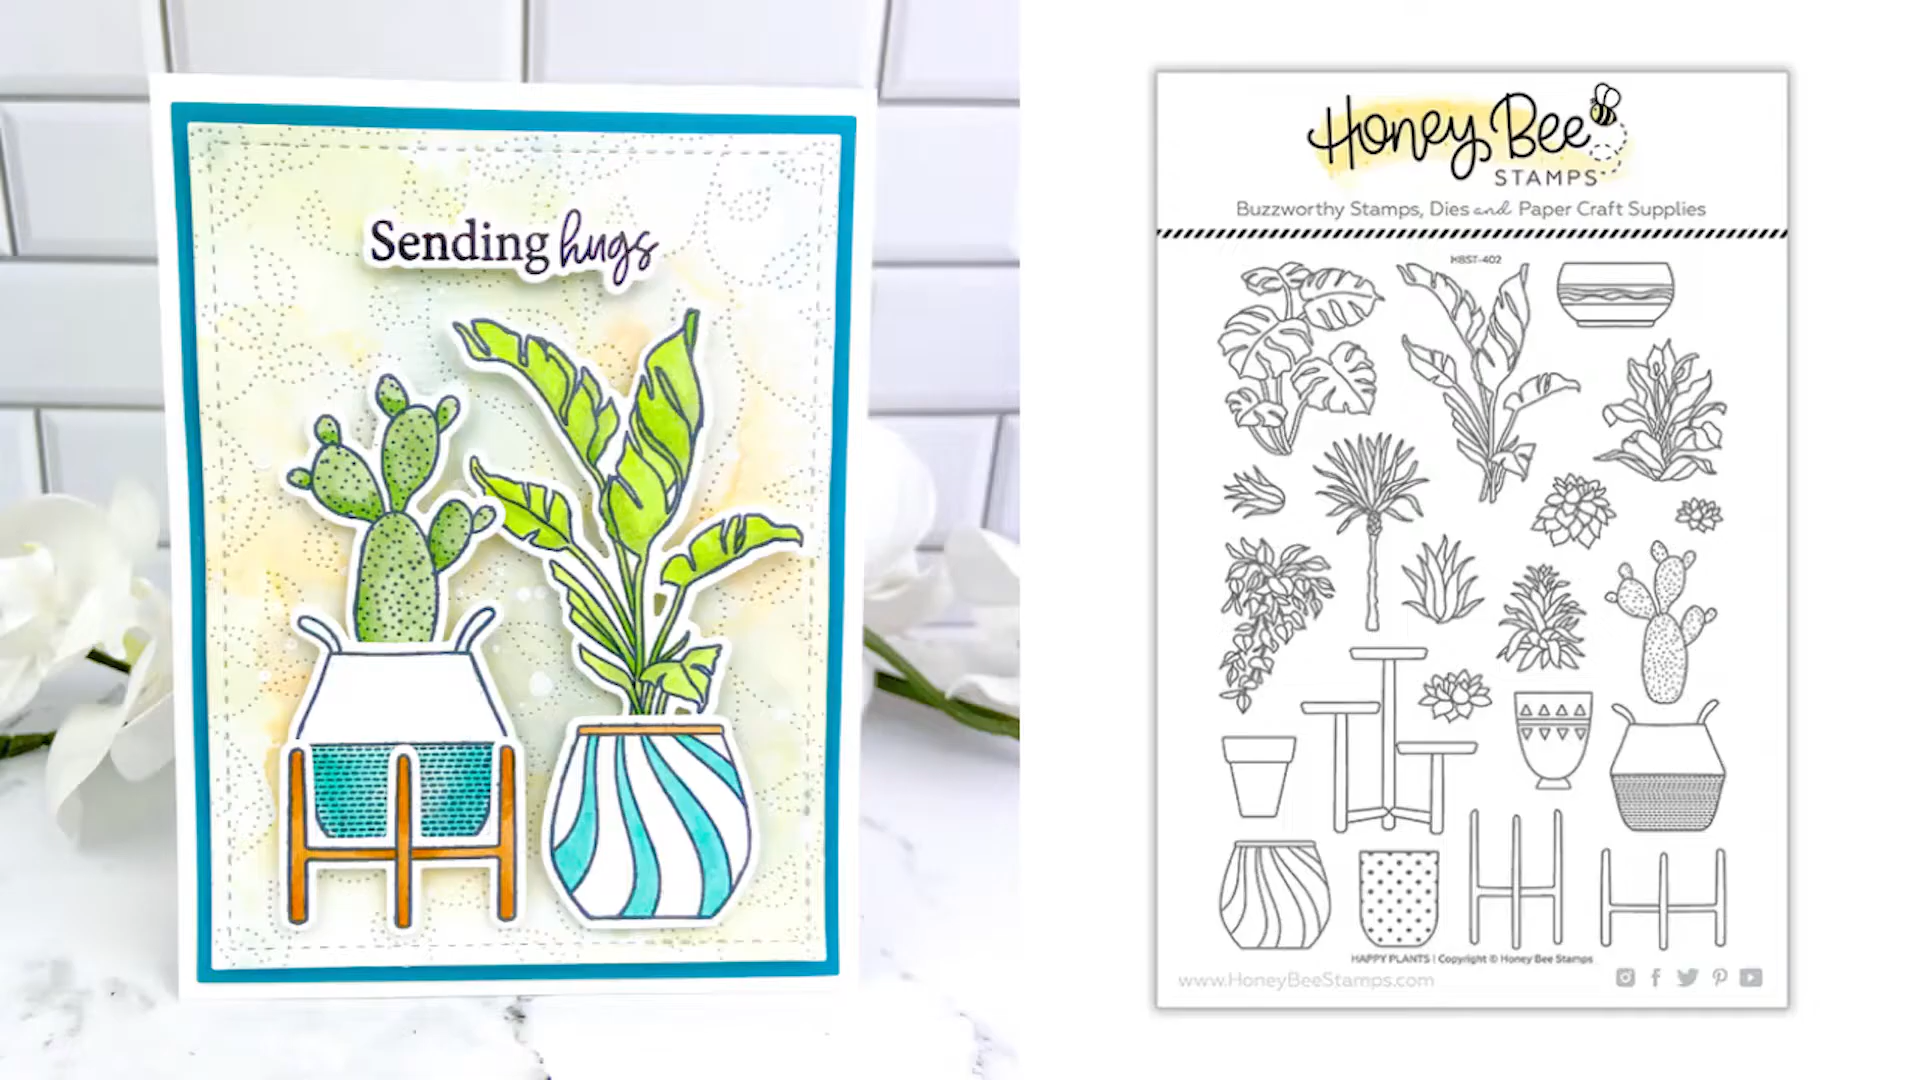 Sending hugs
Honey Bee
STAMPS
Buzzworthy Stamps, Dies and Paper Craft Supplies
HBST-402
HAPPY PLANTS | Copyright © Honey Bee Stamps
www.HoneyBeeStamps.com